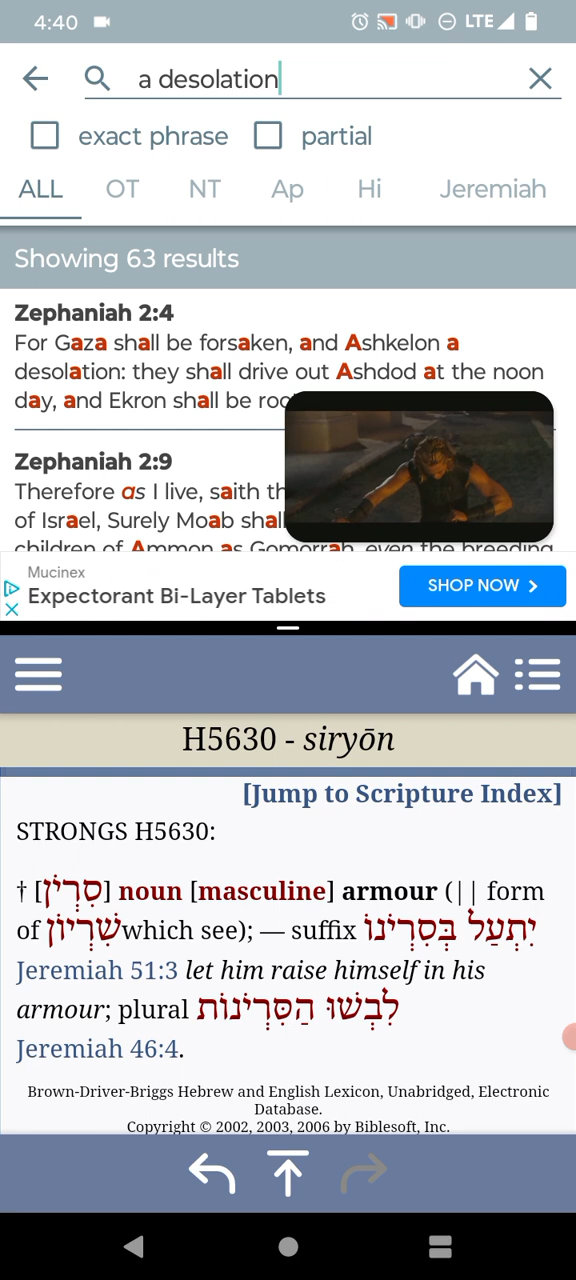 4:40 LTE
a desolation
exact phrase partial
ALL OT NT Ap Hi Jeremiah
Showing 63 results
Zephaniah 2:4
For Gaza shall be forsaken, and Ashkelon a
desolation: they shall drive out Ashdod at the noon
day, and Ekron shall be
Zephaniah 2:9
Therefore as I live, saith
of Israel, Surely Moab
children of Ammon as Gomorrah, even the breeding
Mucinex
Expectorant Bi-Layer Tablets
SHOP NOW
H5630 - siryōn
[Jump to Scripture Index]
STRONGS H5630:
† [סִרְיֹן] noun [masculine] armour (|| form
of שִׁרְיוֺן which see); — suffix יִתְעַל בְּסִרְיֹנוֺ
Jeremiah 51:3 let him raise himself in his
armour; plural לִבְשׁוּ הַסִּרְיֹנוֺת
Jeremiah 46:4.
Brown-Driver-Briggs Hebrew and English Lexicon, Unabridged, Electronic
Database.
Copyright © 2002, 2003, 2006 by Biblesoft, Inc.